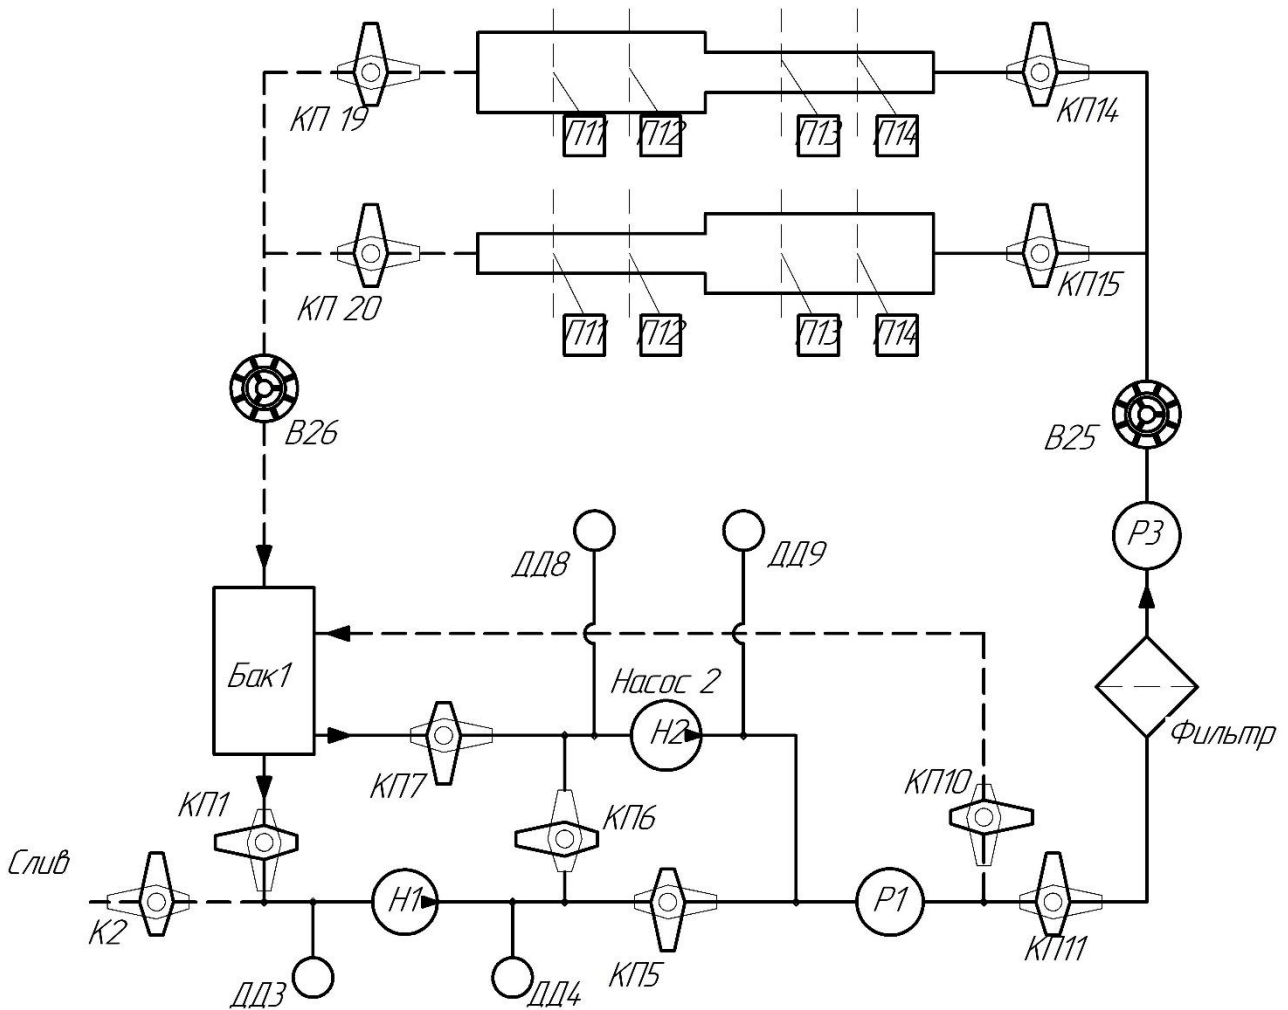 КП 19
П11
П12
П13
П14
КП14
КП 20
П11
П12
П13
П14
КП15
В26
В25
ДД8
ДД9
Р3
Бак1
Насос 2
Н2
Фильтр
КП7
КП1
КП6
КП10
Слив
К2
Н1
Р1
КП11
КП5
ДД3
ДД4